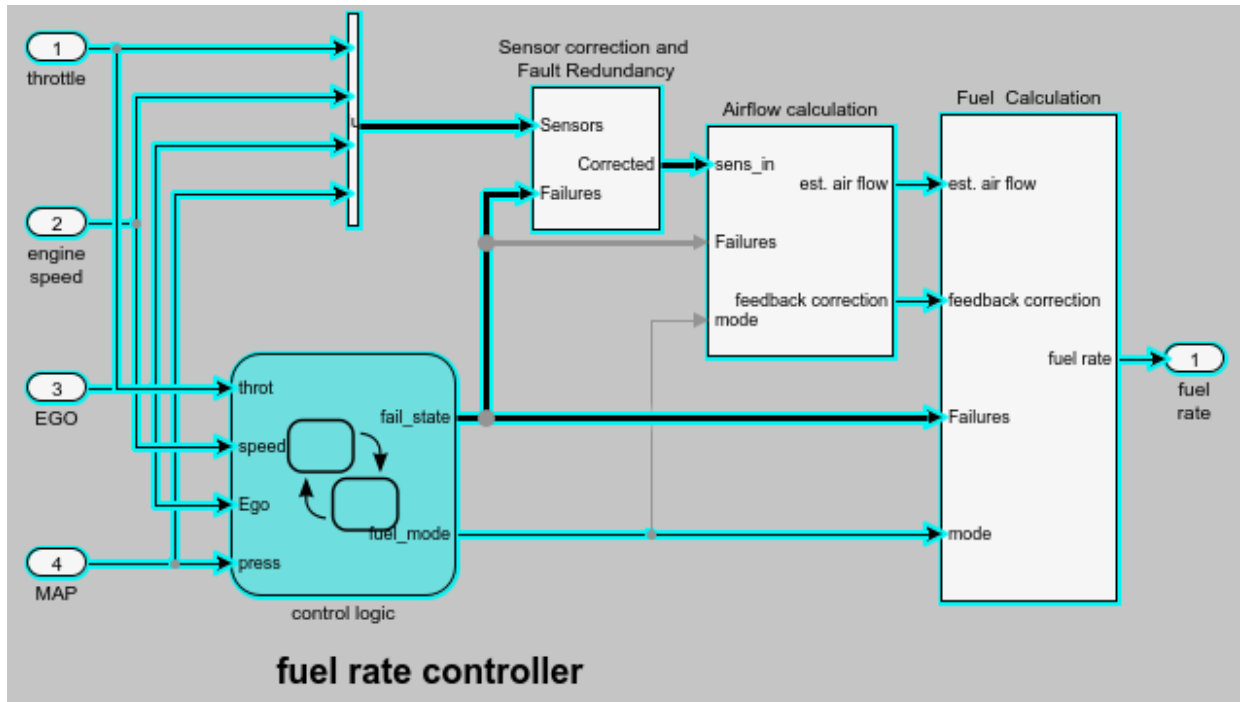 1
throttle
2
engine
speed
3
EGO
4
MAP
Sensor correction and
Fault Redundancy
Sensors
Corrected
Failures
Airflow calculation
sens_in
est. air flow
Failures
feedback correction
mode
Fuel Calculation
est. air flow
feedback correction
fuel rate
Failures
mode
1
fuel
rate
throt
fail_state
speed
Ego
fuel_mode
press
control logic
fuel rate controller